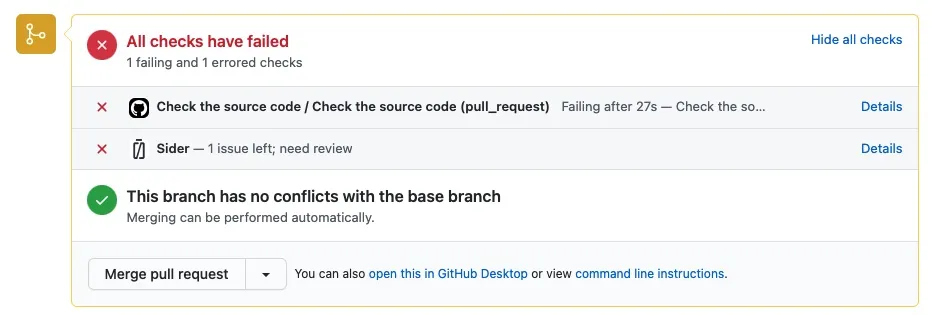 All checks have failed
Hide all checks
1 failing and 1 errored checks
Check the source code / Check the source code (pull_request) Failing after 27s — Check the so... Details
Sider — 1 issue left; need review Details
This branch has no conflicts with the base branch
Merging can be performed automatically.
Merge pull request You can also open this in GitHub Desktop or view command line instructions.